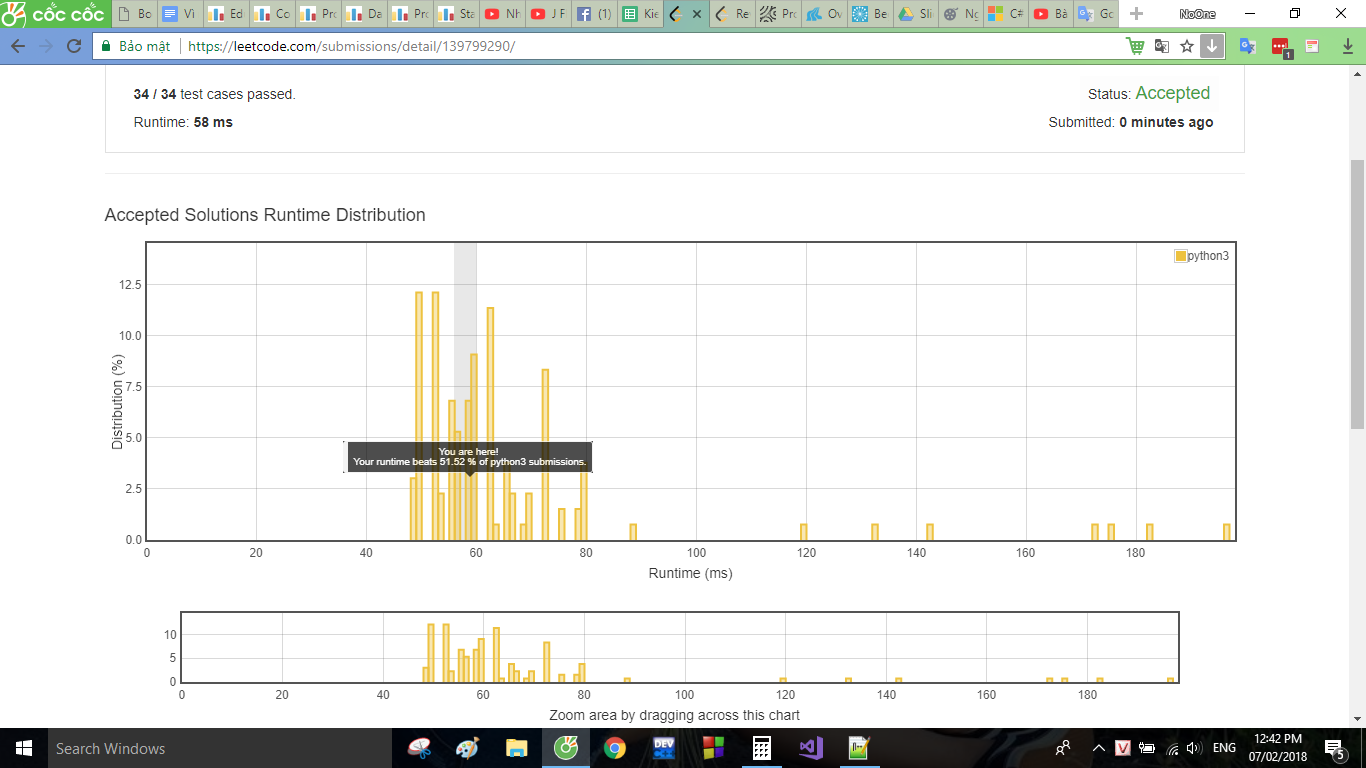 cốc cốc
Bo
Vi
Ed
Co
Pro
Da
Pro
Sta
Nh
J F
(1)
Kie
Re
Pro
Ov
Be
Sli
Ng
C#
Bà
Go
NoOne
Bảo mật
https://leetcode.com/submissions/detail/139799290/
1
34 / 34 test cases passed.
Status: Accepted
Runtime: 58 ms
Submitted: 0 minutes ago
Accepted Solutions Runtime Distribution
python3
Distribution (%)
12.5
10.0
7.5
5.0
2.5
0.0
You are here!
Your runtime beats 51.52 % of python3 submissions.
0 20 40 60 80 100 120 140 160 180
Runtime (ms)
10
5
0
0 20 40 60 80 100 120 140 160 180
Zoom area by dragging across this chart
Search Windows
DEV
V
ENG
12:42 PM
07/02/2018
5